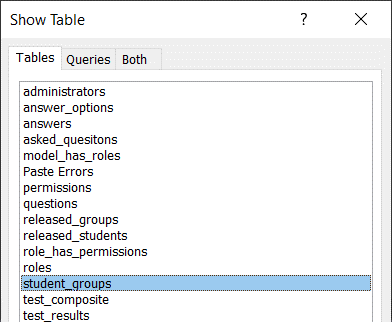 Show Table ?
Tables Queries Both
administrators
answer_options
answers
asked_quesitons
model_has_roles
Paste Errors
permissions
questions
released_groups
released_students
role_has_permissions
roles
student_groups
test_composite
test_results